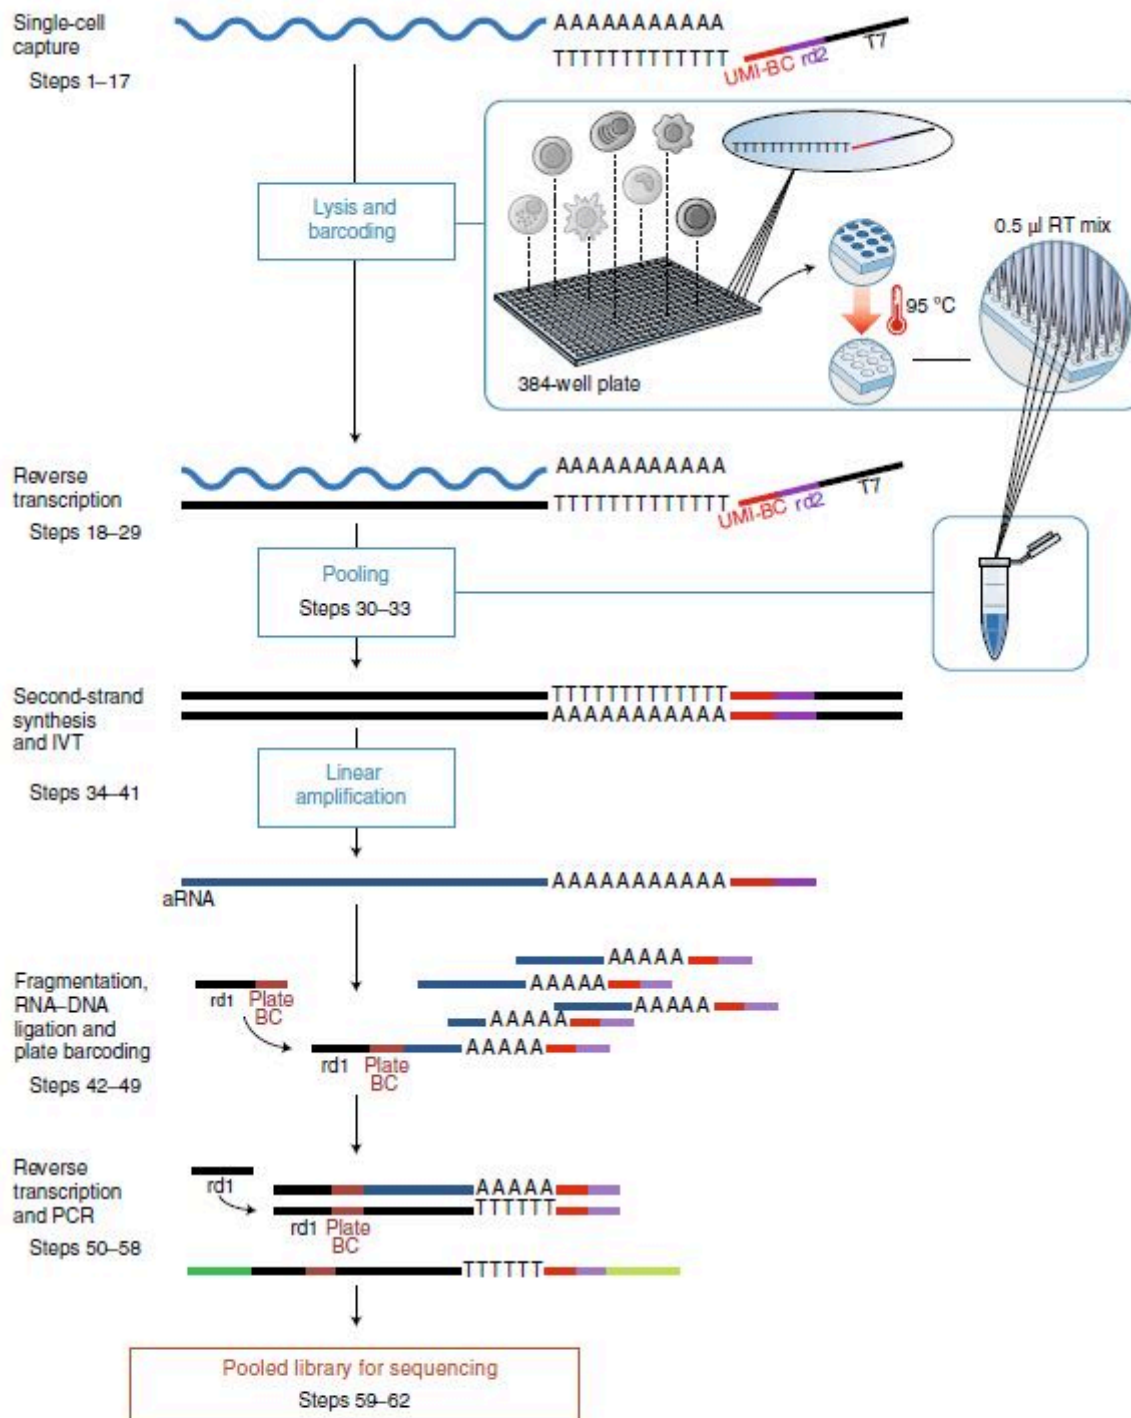 Single-cell
capture
Steps 1–17
AAAAAAAAAAA
TTTTTTTTTTTTT
UMI-BC rd2 T7
Lysis and
barcoding
TTTTTTTTTTTTT
384-well plate
95 °C
0.5 µl RT mix
Reverse
transcription
Steps 18–29
AAAAAAAAAAA
TTTTTTTTTTTTT
UMI-BC rd2 T7
Pooling
Steps 30–33
Second-strand
synthesis
and IVT
Steps 34–41
TTTTTTTTTTTTT
AAAAAAAAAAA
Linear
amplification
AAAAAAAAAAA
aRNA
Fragmentation,
RNA–DNA
ligation and
plate barcoding
Steps 42–49
rd1 Plate
BC
AAAAA
AAAAA
AAAAA
AAAAA
AAAAA
rd1 Plate
BC
Reverse
transcription
and PCR
Steps 50–58
rd1
AAAAA
TTTTTT
rd1 Plate
BC
TTTTTT
Pooled library for sequencing
Steps 59–62